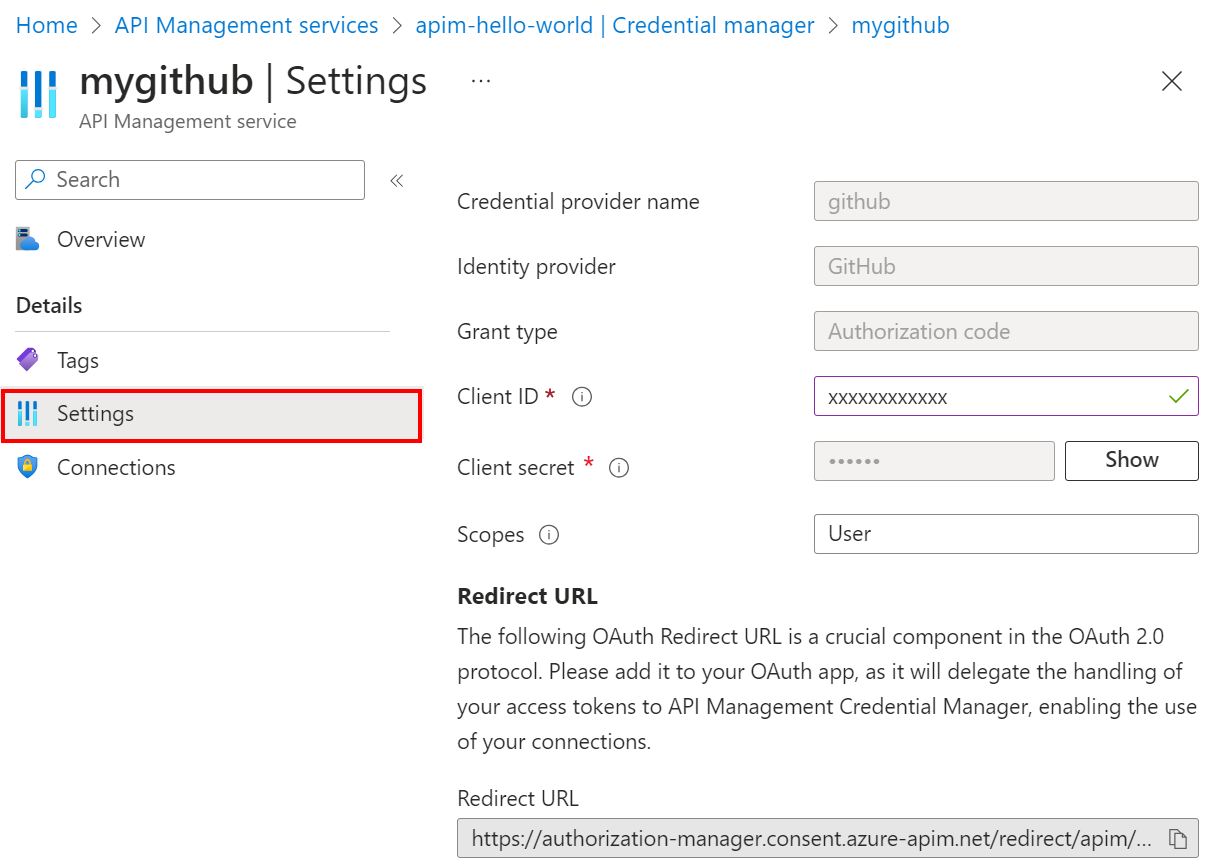 Home > API Management services > apim-hello-world | Credential manager > mygithub
mygithub | Settings ...
API Management service
Search «
Overview
Details
Tags
Settings
Connections
Credential provider name github
Identity provider GitHub
Grant type Authorization code
Client ID * xxxxxxxxxxxx
Client secret * •••••• Show
Scopes User
Redirect URL
The following OAuth Redirect URL is a crucial component in the OAuth 2.0
protocol. Please add it to your OAuth app, as it will delegate the handling of
your access tokens to API Management Credential Manager, enabling the use
of your connections.
Redirect URL
https://authorization-manager.consent.azure-apim.net/redirect/apim/...